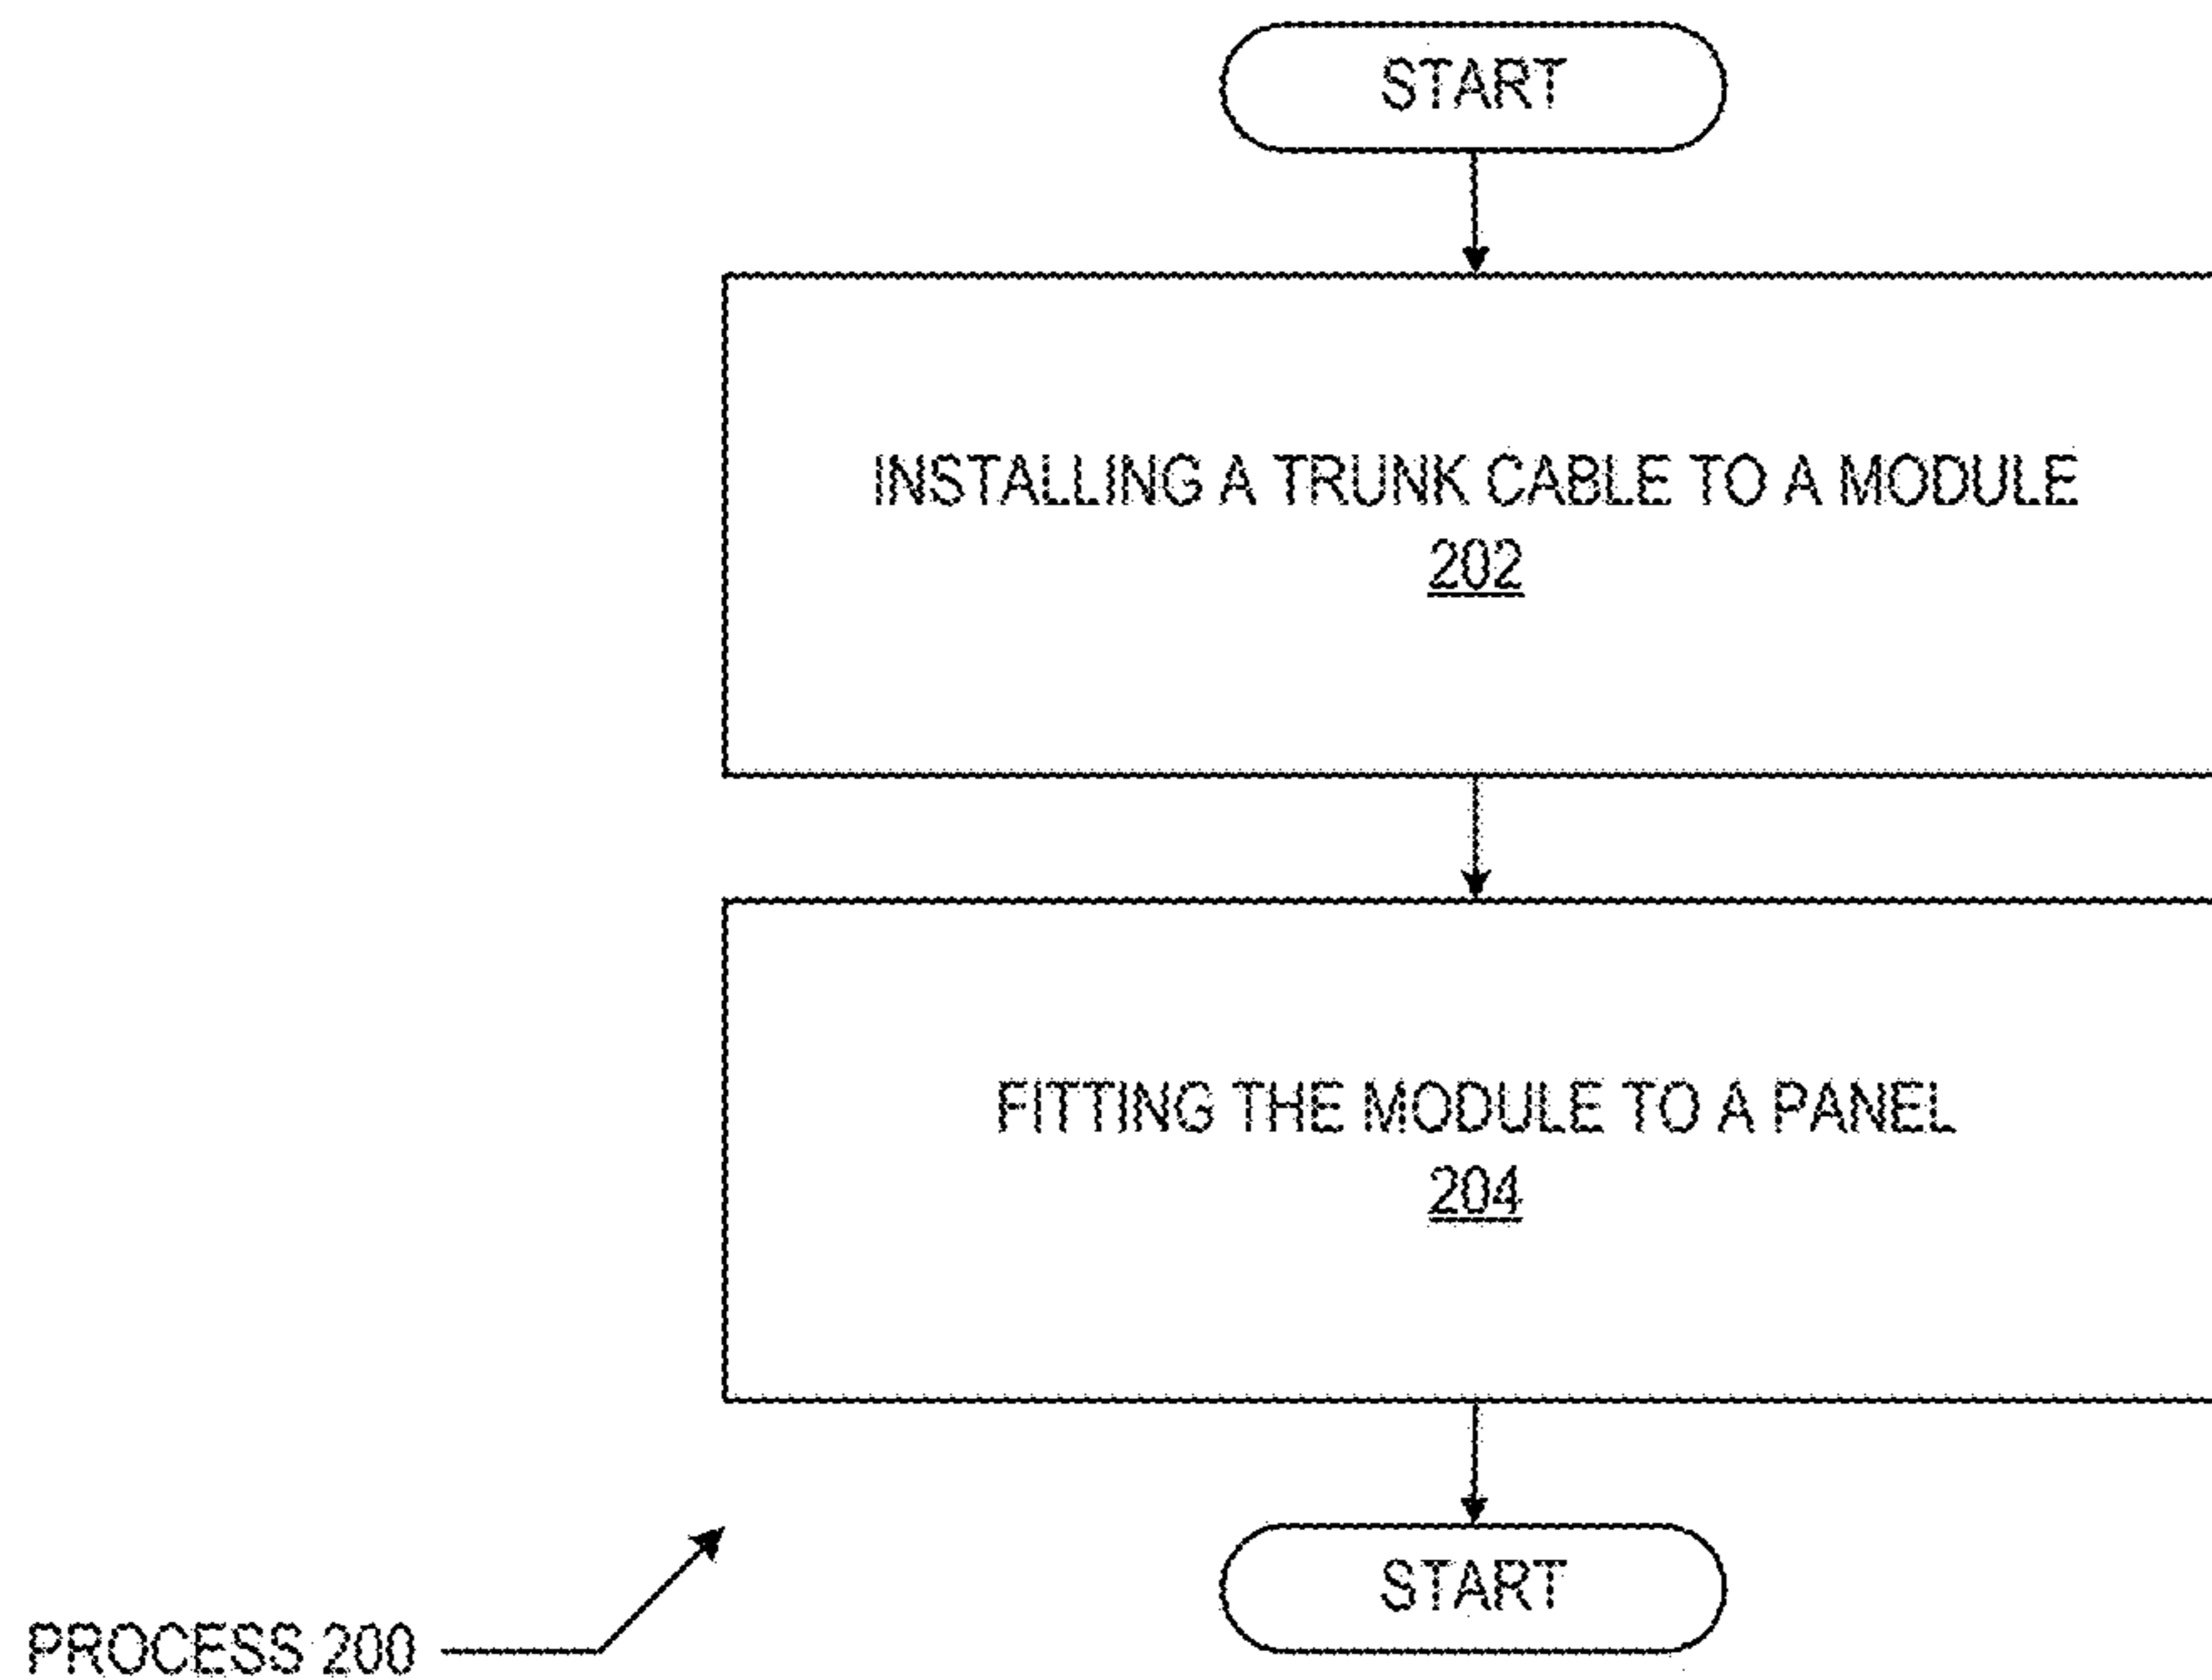 START
INSTALLING A TRUNK CABLE TO A MODULE
202
FITTING THE MODULE TO A PANEL
204
START
PROCESS 200